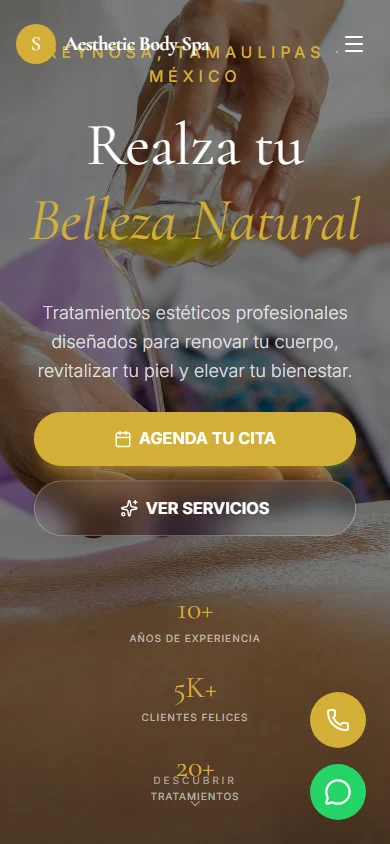 S Aesthetic Body Spa
REYNOSA, TAMAULIPAS ·
MÉXICO
Realza tu
Belleza Natural
Tratamientos estéticos profesionales
diseñados para renovar tu cuerpo,
revitalizar tu piel y elevar tu bienestar.
AGENDA TU CITA
VER SERVICIOS
10+
AÑOS DE EXPERIENCIA
5K+
CLIENTES FELICES
20+
DESCUBRIR
TRATAMIENTOS